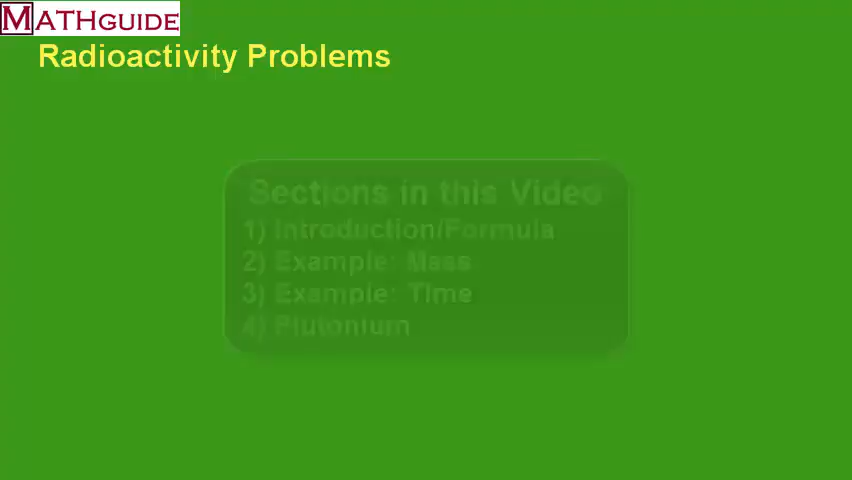 MATHGUIDE
Radioactivity Problems
Sections in this Video
1) Introduction/Formula
2) Example: Mass
3) Example: Time
4) Plutonium